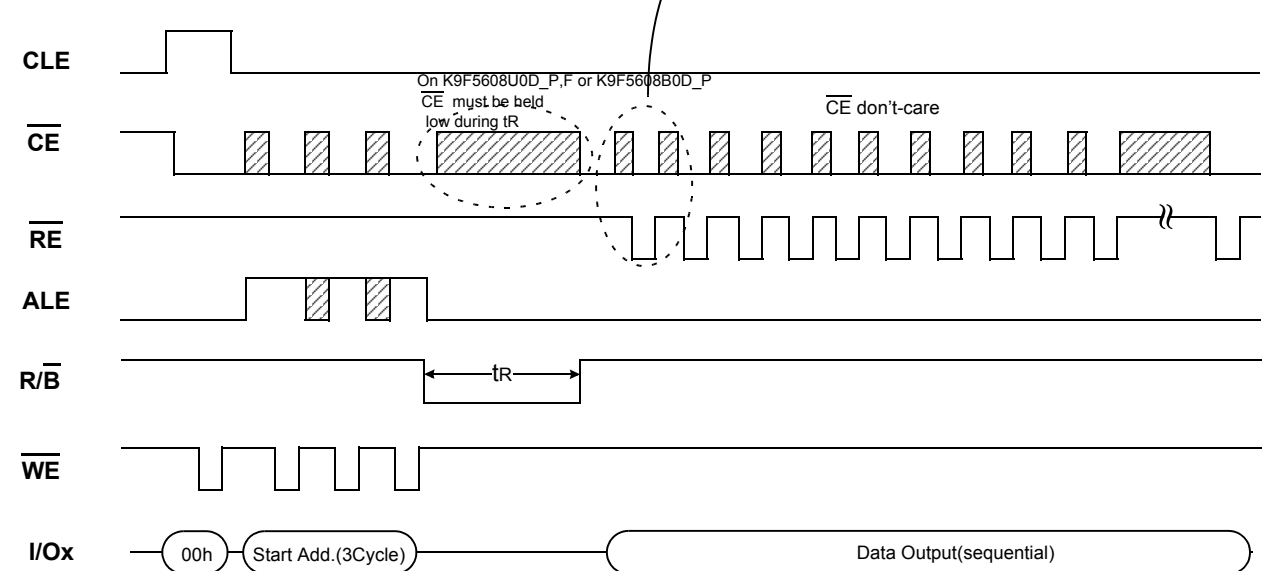 CLE
On K9F5608U0D_P,F or K9F5608B0D_P
CE must be held
low during tR
CE don't-care
CE
RE
ALE
R/B
tR
WE
I/Ox
00h
Start Add.(3Cycle)
Data Output(sequential)